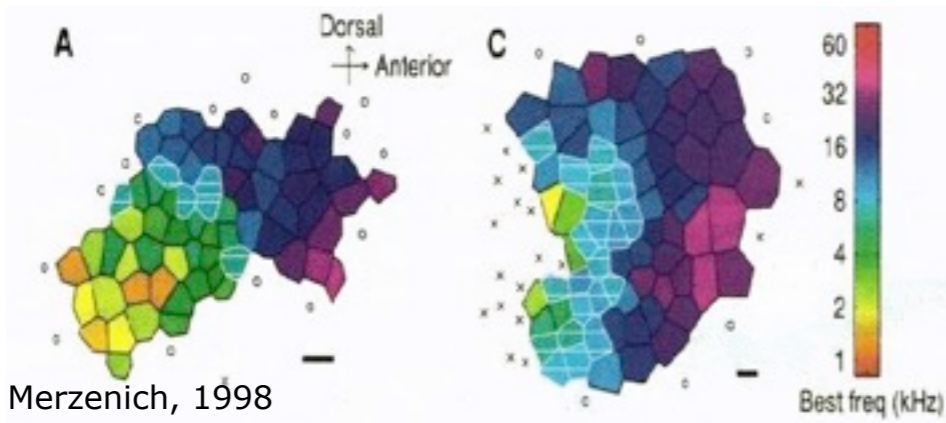 A
Dorsal
Anterior
C
60
32
16
8
4
2
1
Best freq (kHz)
Merzenich, 1998